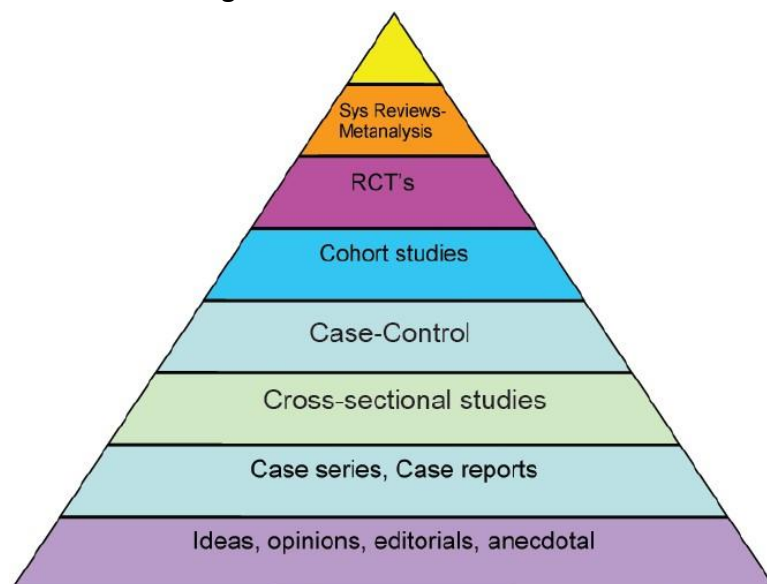 Sys Reviews-
Metanalysis
RCT's
Cohort studies
Case-Control
Cross-sectional studies
Case series, Case reports
Ideas, opinions, editorials, anecdotal